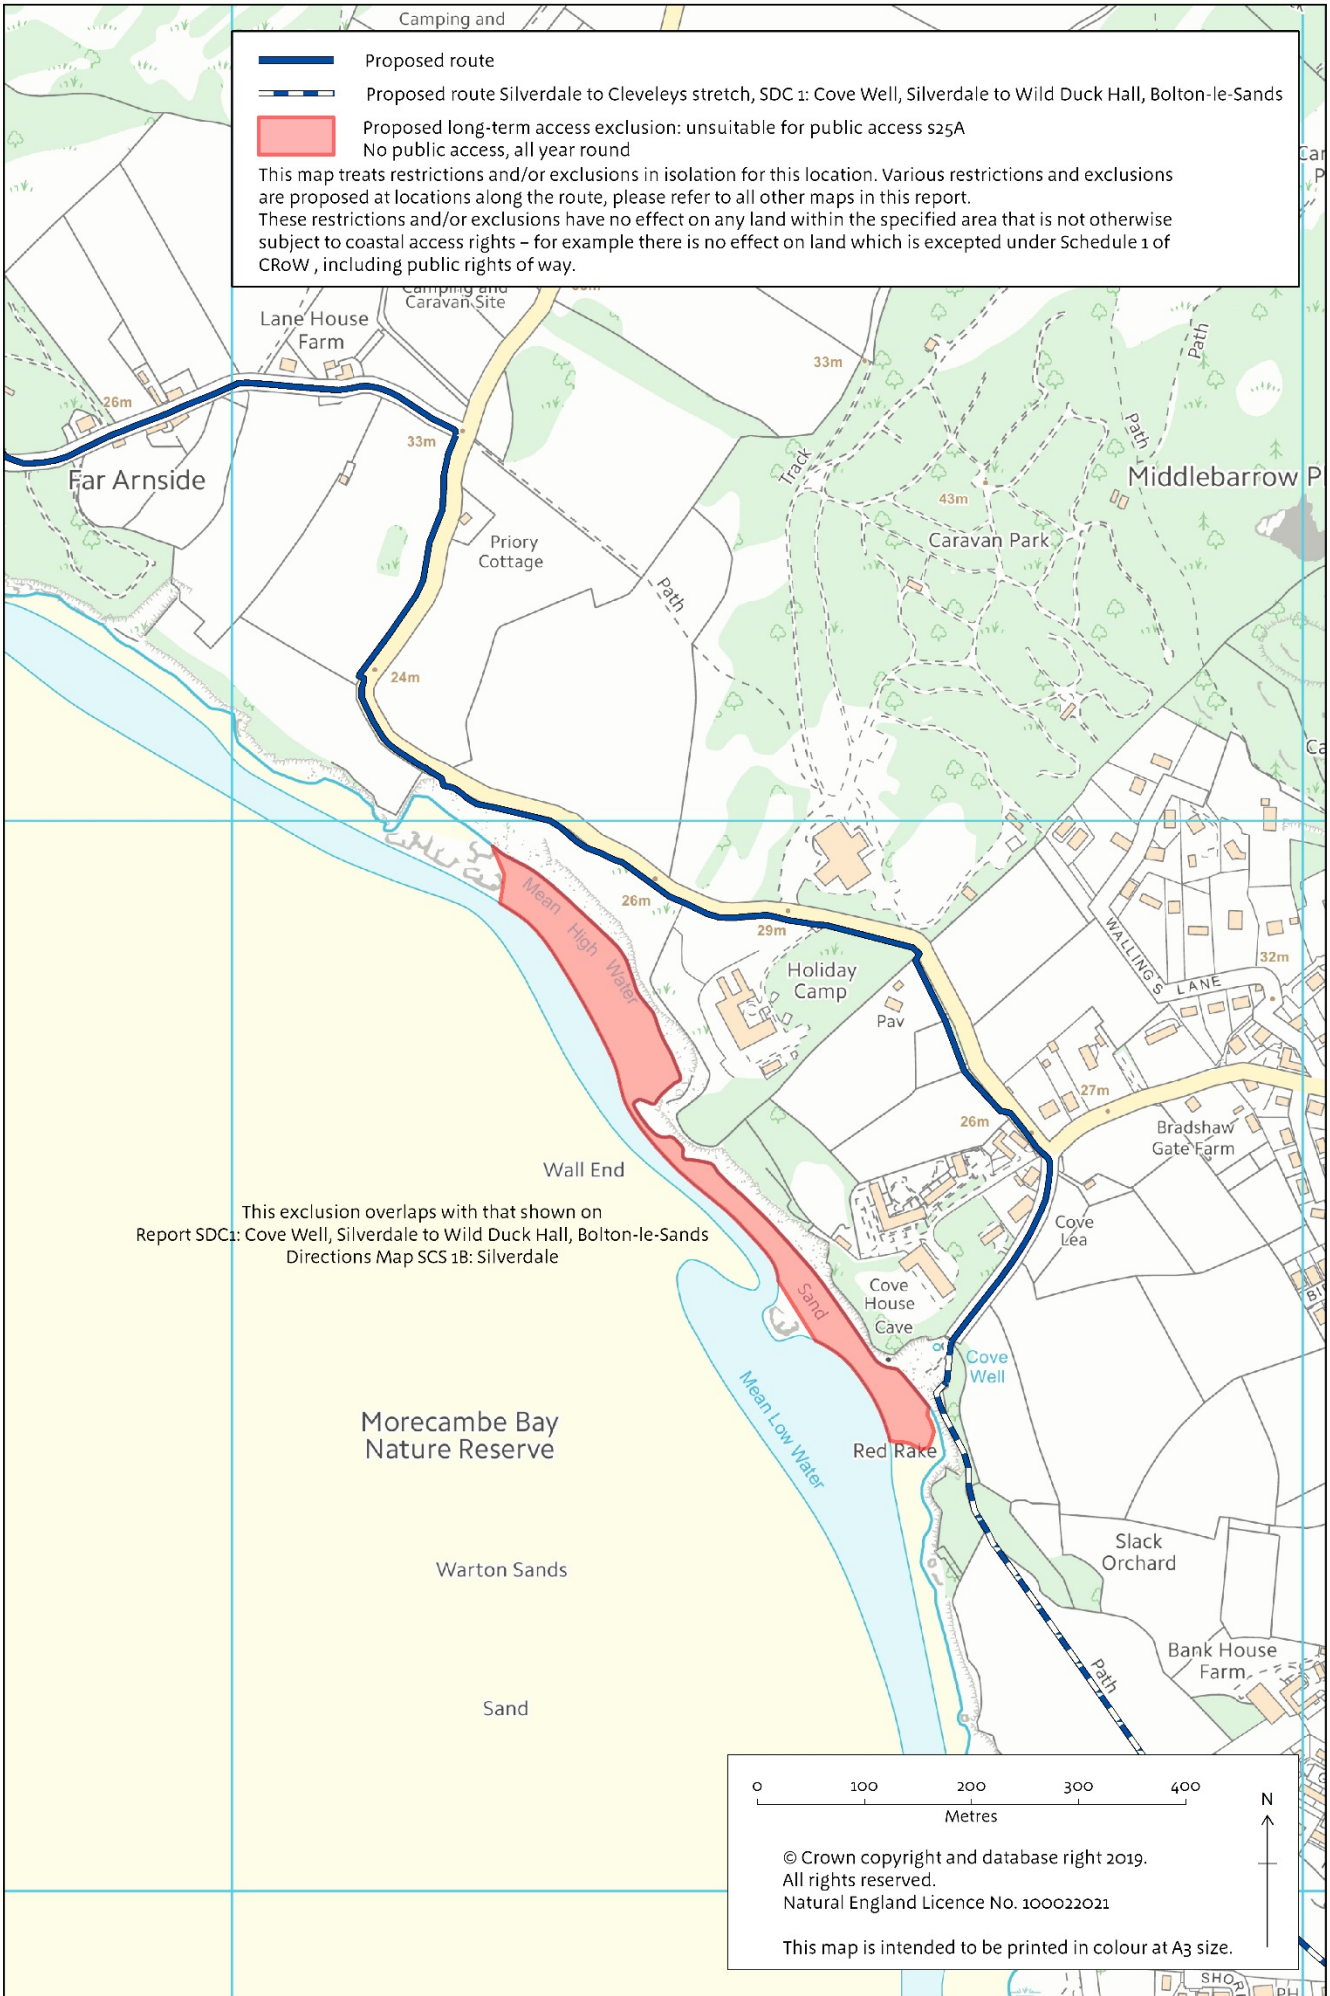 Camping and
Proposed route
Proposed route Silverdale to Cleveleys stretch, SDC 1: Cove Well, Silverdale to Wild Duck Hall, Bolton-le-Sands
Proposed long-term access exclusion: unsuitable for public access s25A
No public access, all year round
This map treats restrictions and/or exclusions in isolation for this location. Various restrictions and exclusions
are proposed at locations along the route, please refer to all other maps in this report.
These restrictions and/or exclusions have no effect on any land within the specified area that is not otherwise
subject to coastal access rights – for example there is no effect on land which is excepted under Schedule 1 of
CRoW , including public rights of way.
Camping and
Caravan Site
Lane House
Farm
Path
33m
26m
33m
Far Arnside
Track
Path
Middlebarrow
43m
Caravan Park
Priory
Cottage
Path
24m
26m
29m
Mean High Water
Holiday
Camp
Pav
WALLINGS LANE
32m
27m
26m
Bradshaw
Gate Farm
Wall End
This exclusion overlaps with that shown on
Report SDC1: Cove Well, Silverdale to Wild Duck Hall, Bolton-le-Sands
Directions Map SCS 1B: Silverdale
Cove
Lea
Cove
House
Cave
Sand
Cove
Well
Mean Low Water
Morecambe Bay
Nature Reserve
Red Rake
Slack
Orchard
Warton Sands
Bank House
Farm
Path
Sand
0 100 200 300 400
Metres
N
© Crown copyright and database right 2019.
All rights reserved.
Natural England Licence No. 100022021
This map is intended to be printed in colour at A3 size.
PH